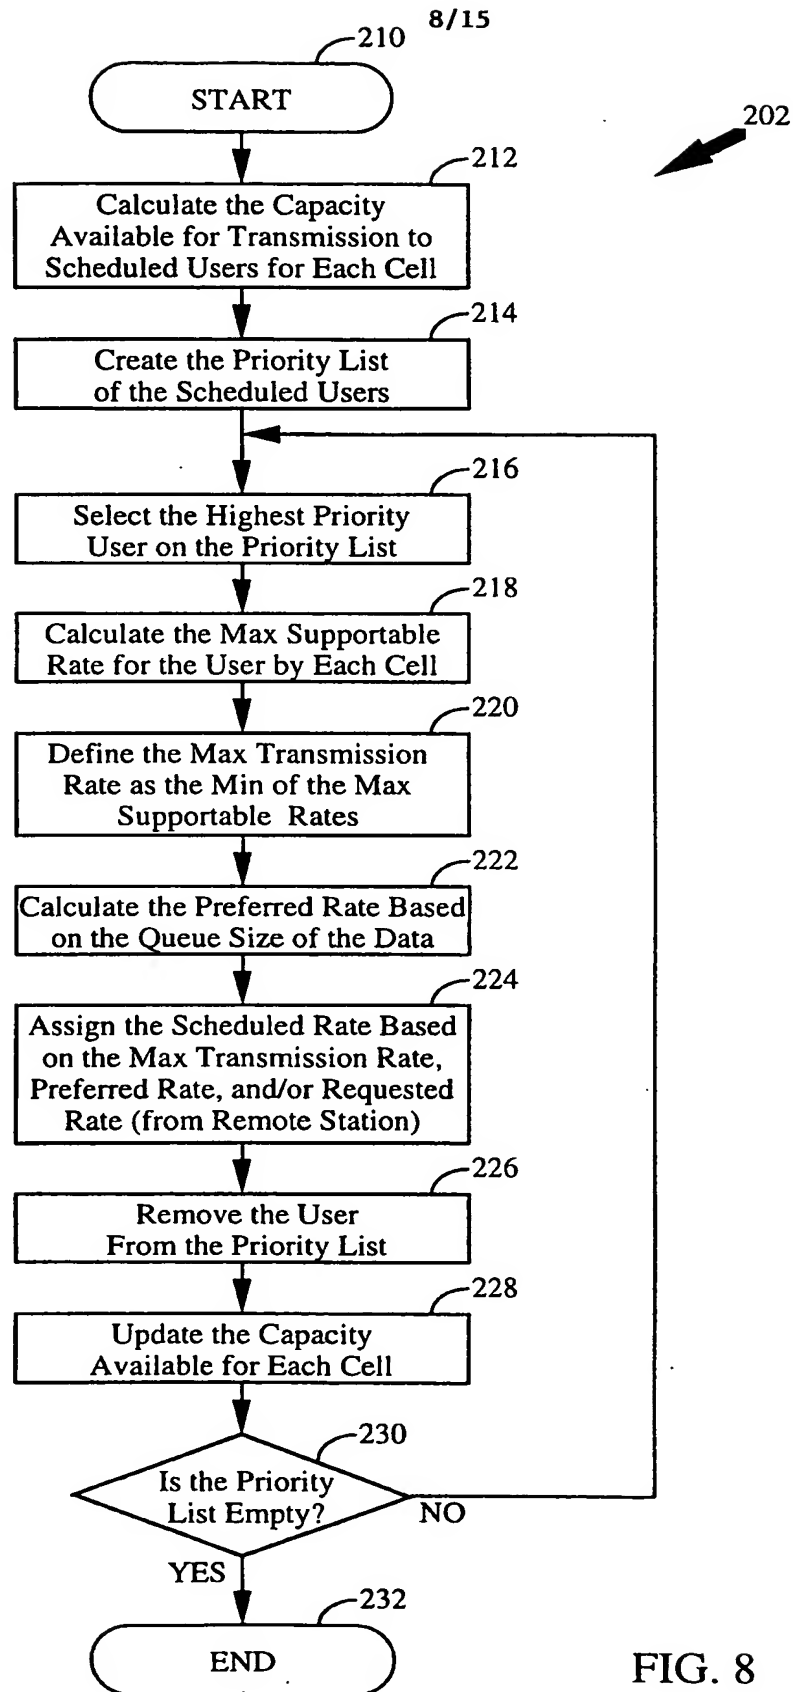 8/15
210
START
202
212
Calculate the Capacity
Available for Transmission to
Scheduled Users for Each Cell
214
Create the Priority List
of the Scheduled Users
216
Select the Highest Priority
User on the Priority List
218
Calculate the Max Supportable
Rate for the User by Each Cell
220
Define the Max Transmission
Rate as the Min of the Max
Supportable Rates
222
Calculate the Preferred Rate Based
on the Queue Size of the Data
224
Assign the Scheduled Rate Based
on the Max Transmission Rate,
Preferred Rate, and/or Requested
Rate (from Remote Station)
226
Remove the User
From the Priority List
228
Update the Capacity
Available for Each Cell
230
Is the Priority
List Empty?
NO
YES
232
END
FIG. 8